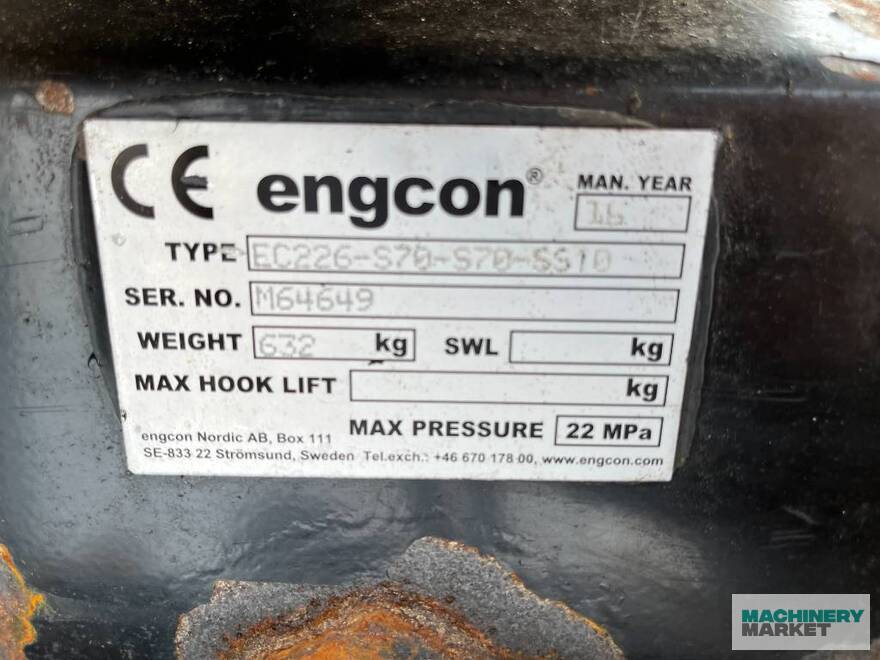 CE engcon® MAN. YEAR
16
TYPE EC226-S70-S70-SS10
SER. NO. M64649
WEIGHT 632 kg SWL kg
MAX HOOK LIFT kg
MAX PRESSURE 22 MPa
engcon Nordic AB, Box 111
SE-833 22 Strömsund, Sweden Tel.exch.: +46 670 178 00, www.engcon.com
MACHINERY
MARKET